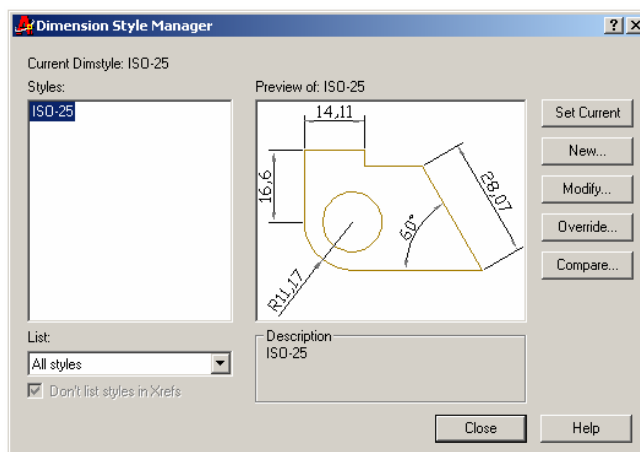 Dimension Style Manager
Current Dimstyle: ISO-25
Styles:
ISO-25
Preview of: ISO-25
14,11
16,6
28,07
60°
R11,17
Set Current
New...
Modify...
Override...
Compare...
List:
All styles
Don't list styles in Xrefs
Description
ISO-25
Close
Help